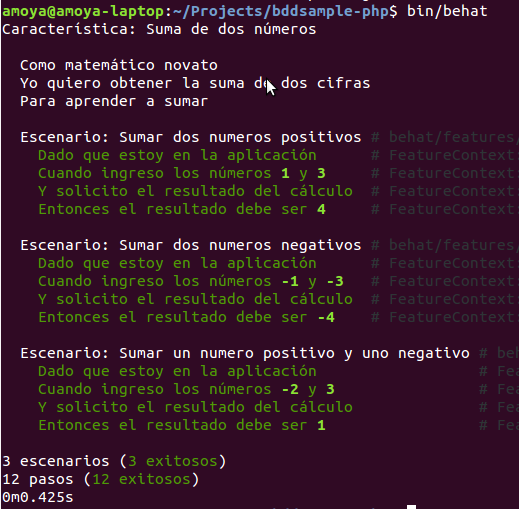 amoya@amoya-laptop:~/Projects/bddsample-php$ bin/behat
Característica: Suma de dos números
Como matemático novato
Yo quiero obtener la suma de dos cifras
Para aprender a sumar
Escenario: Sumar dos numeros positivos # behat/features/
Dado que estoy en la aplicación # FeatureContext:
Cuando ingreso los números 1 y 3 # FeatureContext:
Y solicito el resultado del cálculo # FeatureContext:
Entonces el resultado debe ser 4 # FeatureContext:
Escenario: Sumar dos numeros negativos # behat/features/
Dado que estoy en la aplicación # FeatureContext:
Cuando ingreso los números -1 y -3 # FeatureContext:
Y solicito el resultado del cálculo # FeatureContext:
Entonces el resultado debe ser -4 # FeatureContext:
Escenario: Sumar un numero positivo y uno negativo # beh
Dado que estoy en la aplicación # Fea
Cuando ingreso los números -2 y 3 # Fea
Y solicito el resultado del cálculo # Fea
Entonces el resultado debe ser 1 # Fea
3 escenarios (3 exitosos)
12 pasos (12 exitosos)
0m0.425s